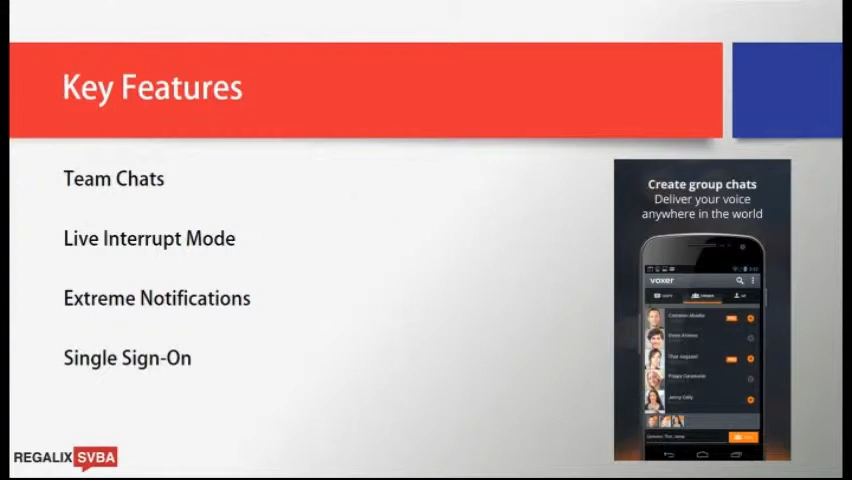 Key Features
Team Chats
Live Interrupt Mode
Extreme Notifications
Single Sign-On
Create group chats
Deliver your voice
anywhere in the world
voxer
REGALIX SVBA